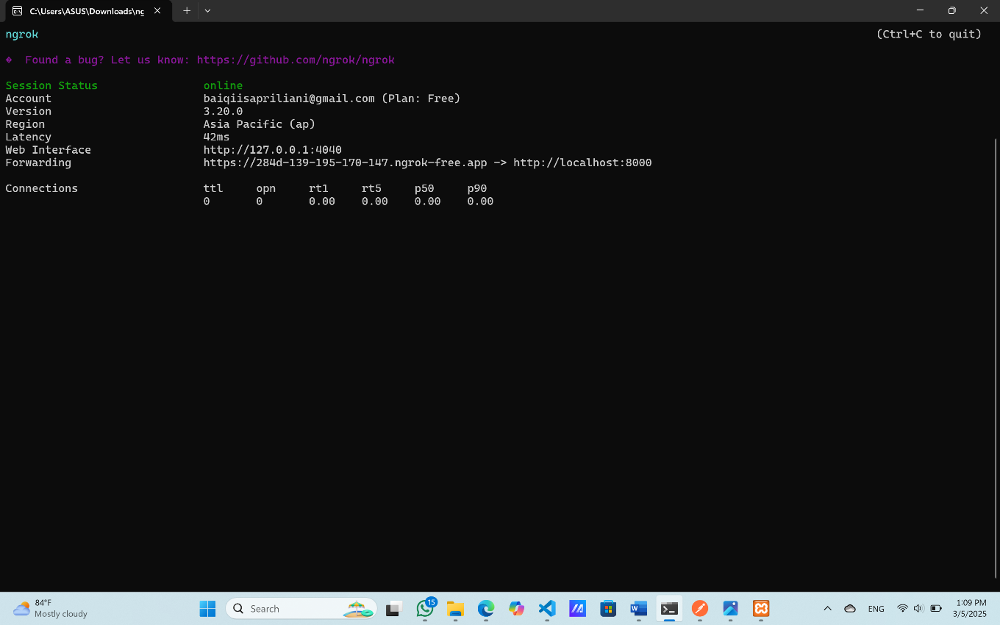 C:\Users\ASUS\Downloads\ng
ngrok (Ctrl+C to quit)
Found a bug? Let us know: https://github.com/ngrok/ngrok
Session Status online
Account baiqiisapriliani@gmail.com (Plan: Free)
Version 3.20.0
Region Asia Pacific (ap)
Latency 42ms
Web Interface http://127.0.0.1:4040
Forwarding https://284d-139-195-170-147.ngrok-free.app -> http://localhost:8000
Connections ttl opn rt1 rt5 p50 p90
0 0 0.00 0.00 0.00 0.00
84°F
Mostly cloudy
Search
15
ENG
1:09 PM
3/5/2025